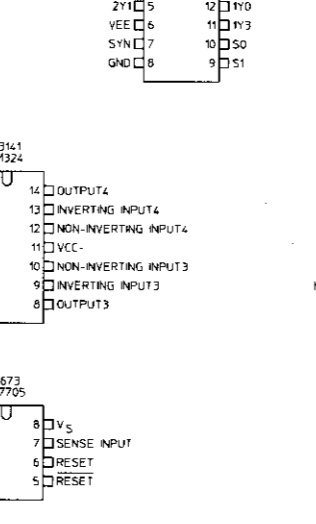 2Y1 5 12 1Y0
VEE 6 11 1Y3
SYN 7 10 S0
GND 8 9 S1
3141
M324
14 OUTPUT4
13 INVERTING INPUT4
12 NON-INVERTING INPUT4
11 VCC-
10 NON-INVERTING INPUT3
9 INVERTING INPUT3
8 OUTPUT3
673
7705
8 VS
7 SENSE INPUT
6 RESET
5 RESET